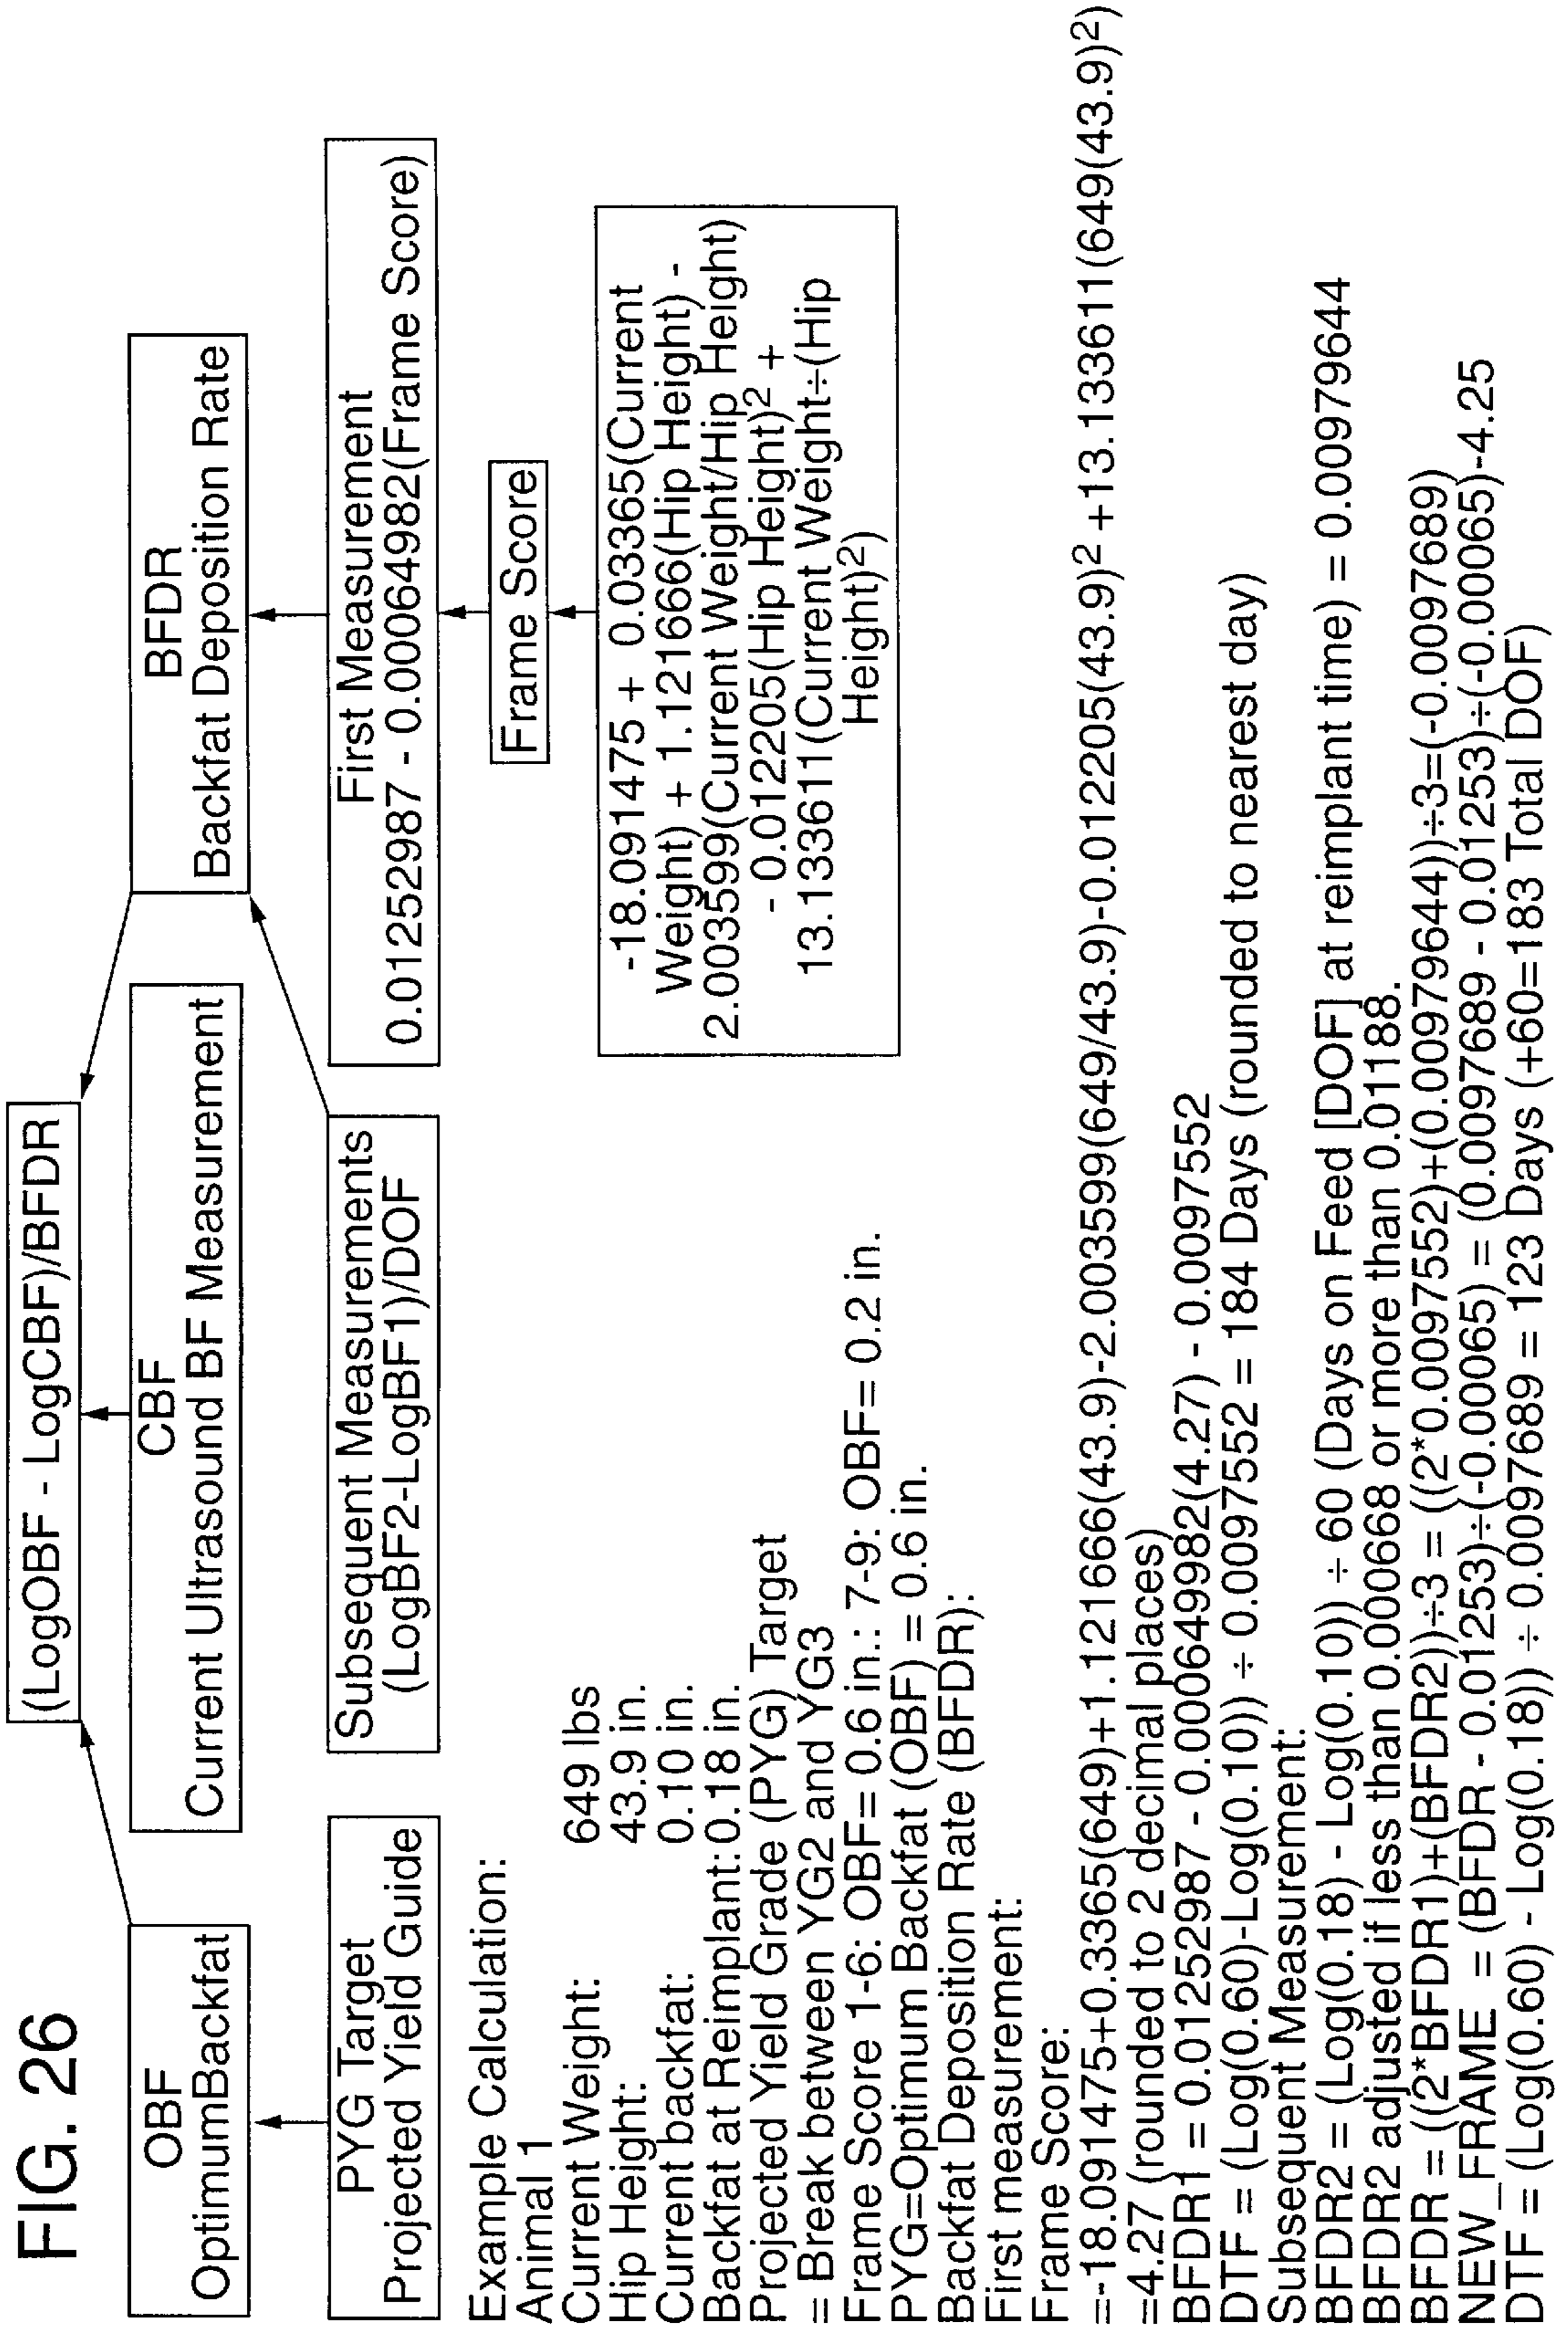 FIG. 26
(LogOBF - LogCBF)/BFDR
OBF
OptimumBackfat
CBF
Current Ultrasound BF Measurement
BFDR
Backfat Deposition Rate
PYG Target
Projected Yield Guide
Subsequent Measurements
(LogBF2-LogBF1)/DOF
First Measurement
0.01252987 - 0.00064982(Frame Score)
Frame Score
-18.091475 + 0.03365(Current
Weight) + 1.121666(Hip Height) -
2.003599(Current Weight/Hip Height)
- 0.012205(Hip Height)² +
13.133611(Current Weight÷(Hip
Height)²)
Example Calculation:
Animal 1
Current Weight: 649 lbs
Hip Height: 43.9 in.
Current backfat: 0.10 in.
Backfat at Reimplant:0.18 in.
Projected Yield Grade (PYG) Target
= Break between YG2 and YG3
Frame Score 1-6: OBF= 0.6 in.: 7-9: OBF= 0.2 in.
PYG=Optimum Backfat (OBF) = 0.6 in.
Backfat Deposition Rate (BFDR):
First measurement:
Frame Score:
=-18.091475+0.3365(649)+1.121666(43.9)-2.003599(649/43.9)-0.012205(43.9)² +13.133611(649(43.9)²)
=4.27 (rounded to 2 decimal places)
BFDR1 = 0.01252987 - 0.000649982(4.27) - 0.0097552
DTF = (Log(0.60)-Log(0.10)) ÷ 0.0097552 = 184 Days (rounded to nearest day)
Subsequent Measurement:
BFDR2 = (Log(0.18) - Log(0.10)) ÷ 60 (Days on Feed [DOF] at reimplant time) = 0.00979644
BFDR2 adjusted if less than 0.000668 or more than 0.01188.
BFDR = ((2*BFDR1)+(BFDR2))÷3 = ((2*0.0097552)+(0.00979644))÷3=(-0.0097689)
NEW_FRAME = (BFDR - 0.01253)÷(-0.00065) = (0.0097689 - 0.01253)÷(-0.00065)-4.25
DTF = (Log(0.60) - Log(0.18)) ÷ 0.0097689 = 123 Days (+60=183 Total DOF)